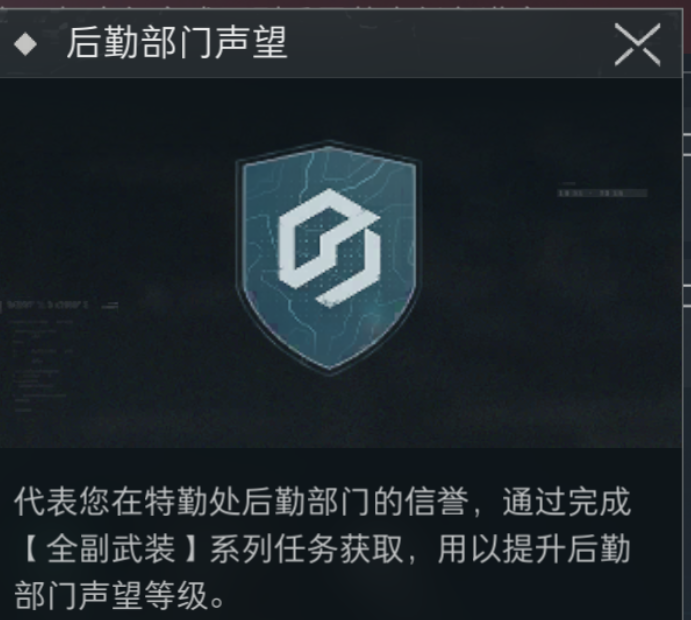 后勤部门声望
代表您在特勤处后勤部门的信誉，通过完成
【全副武装】系列任务获取，用以提升后勤
部门声望等级。